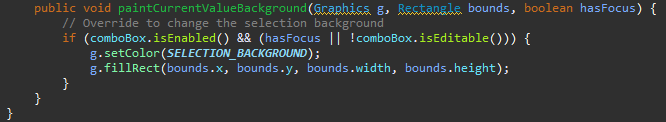 public void paintCurrentValueBackground(Graphics g, Rectangle bounds, boolean hasFocus) {
// Override to change the selection background
if (comboBox.isEnabled() && (hasFocus || !comboBox.isEditable())) {
g.setColor(SELECTION_BACKGROUND);
g.fillRect(bounds.x, bounds.y, bounds.width, bounds.height);
}
}
}